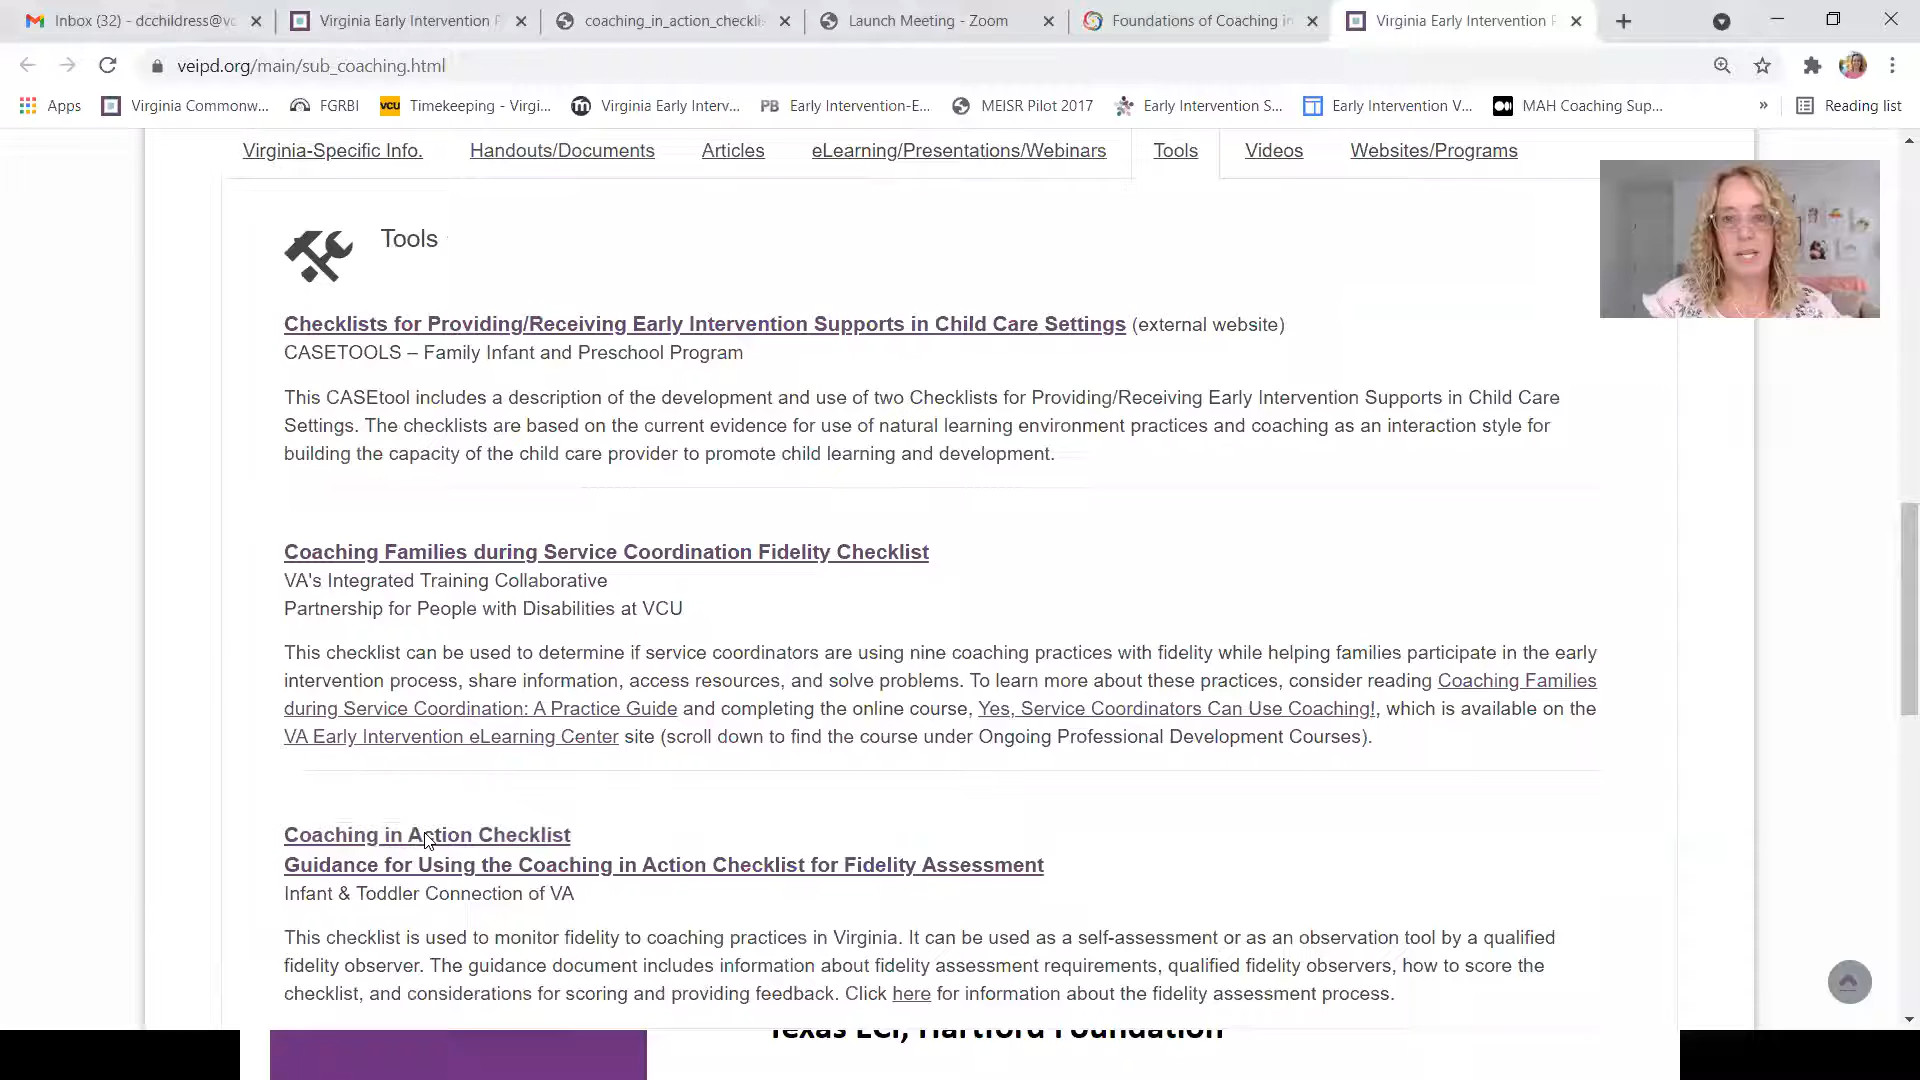 Inbox (32) - dcchildress@vc
Virginia Early Intervention P
coaching_in_action_checkli
Launch Meeting - Zoom
Foundations of Coaching in
Virginia Early Intervention P
veipd.org/main/sub_coaching.html
Apps
Virginia Commonw...
FGRBI
VCU
Timekeeping - Virgi...
Virginia Early Interv...
PB
Early Intervention-E...
MEISR Pilot 2017
Early Intervention S...
Early Intervention V...
MAH Coaching Sup...
»
Reading list
Virginia-Specific Info.
Handouts/Documents
Articles
eLearning/Presentations/Webinars
Tools
Videos
Websites/Programs
Tools
Checklists for Providing/Receiving Early Intervention Supports in Child Care Settings (external website)
CASETOOLS – Family Infant and Preschool Program
This CASEtool includes a description of the development and use of two Checklists for Providing/Receiving Early Intervention Supports in Child Care
Settings. The checklists are based on the current evidence for use of natural learning environment practices and coaching as an interaction style for
building the capacity of the child care provider to promote child learning and development.
Coaching Families during Service Coordination Fidelity Checklist
VA's Integrated Training Collaborative
Partnership for People with Disabilities at VCU
This checklist can be used to determine if service coordinators are using nine coaching practices with fidelity while helping families participate in the early
intervention process, share information, access resources, and solve problems. To learn more about these practices, consider reading Coaching Families
during Service Coordination: A Practice Guide and completing the online course, Yes, Service Coordinators Can Use Coaching!, which is available on the
VA Early Intervention eLearning Center site (scroll down to find the course under Ongoing Professional Development Courses).
Coaching in Action Checklist
Guidance for Using the Coaching in Action Checklist for Fidelity Assessment
Infant & Toddler Connection of VA
This checklist is used to monitor fidelity to coaching practices in Virginia. It can be used as a self-assessment or as an observation tool by a qualified
fidelity observer. The guidance document includes information about fidelity assessment requirements, qualified fidelity observers, how to score the
checklist, and considerations for scoring and providing feedback. Click here for information about the fidelity assessment process.
Texas ECI, Hartford Foundation